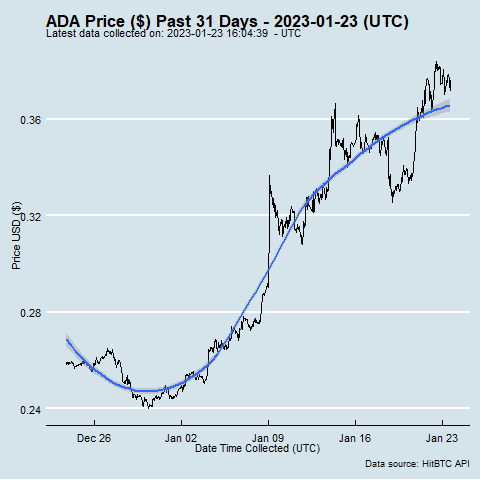 ADA Price ($) Past 31 Days - 2023-01-23 (UTC)
Latest data collected on: 2023-01-23 16:04:39 - UTC
0.36
0.32
0.28
0.24
Price USD ($)
Dec 26
Jan 02
Jan 09
Jan 16
Jan 23
Date Time Collected (UTC)
Data source: HitBTC API